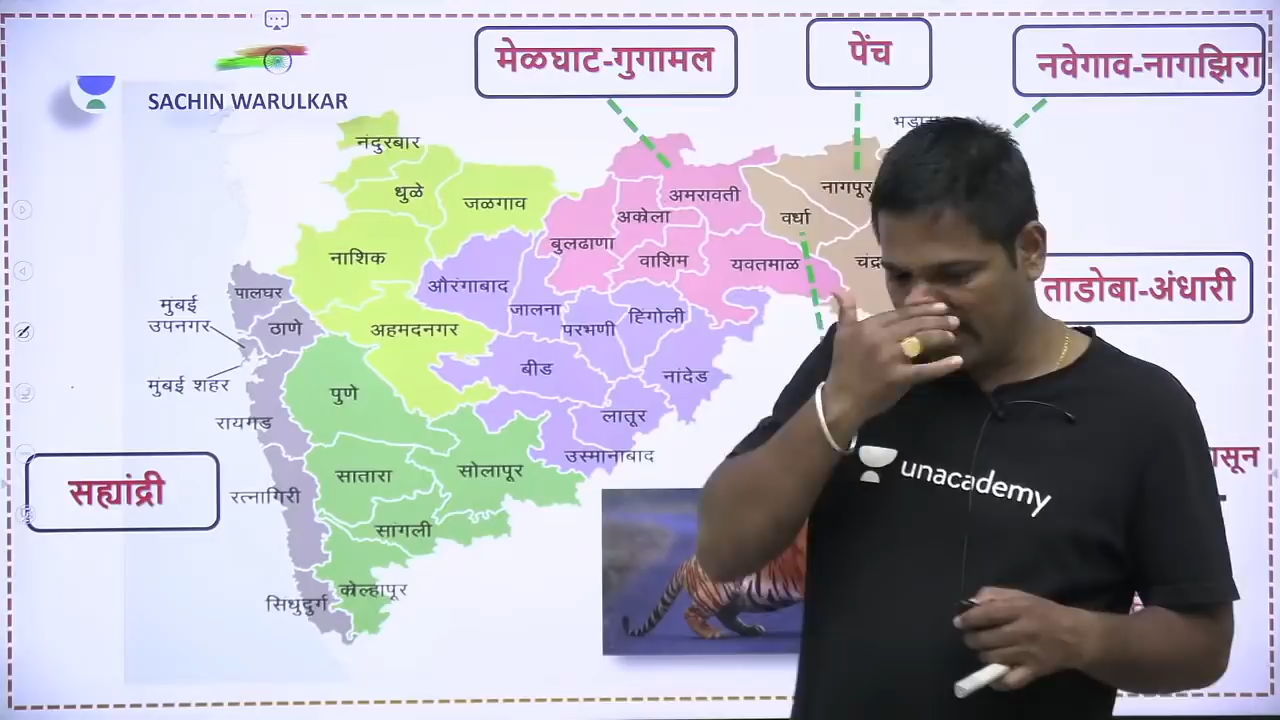 मेळघाट-गुगामल
पेंच
नवेगाव-नागझिरा
SACHIN WARULKAR
नंदुरबार
धुळे
जळगाव
नाशिक
अमरावती
अकोला
बुलढाणा
वाशिम
यवतमाळ
वर्धा
नागपूर
ताडोबा-अंधारी
पालघर
औरंगाबाद
जालना
परभणी
हिंगोली
मुंबई
उपनगर
ठाणे
अहमदनगर
बीड
नांदेड
मुंबई शहर
पुणे
लातूर
रायगड
उस्मानाबाद
सातारा
सोलापूर
सह्यांद्री
रत्नागिरी
सांगली
कोल्हापूर
सिंधुदुर्ग
unacademy